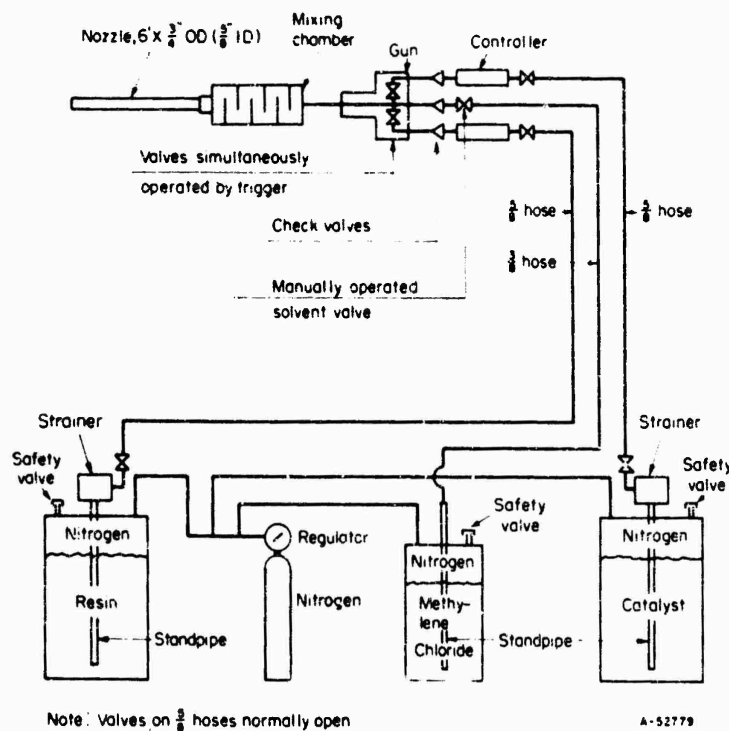 Nozzle, 6' X 3/4" OD (5/8" ID)
Mixing
chamber
Gun
Controller
Valves simultaneously
operated by trigger
5/8 hose
5/8 hose
Check valves
3/8 hose
Manually operated
solvent valve
Strainer
Strainer
Safety
valve
Safety
valve
Safety
valve
Nitrogen
Regulator
Nitrogen
Nitrogen
Resin
Nitrogen
Methy-
lene
Chloride
Catalyst
Standpipe
Standpipe
Note: Valves on 5/8 hoses normally open
A-52779